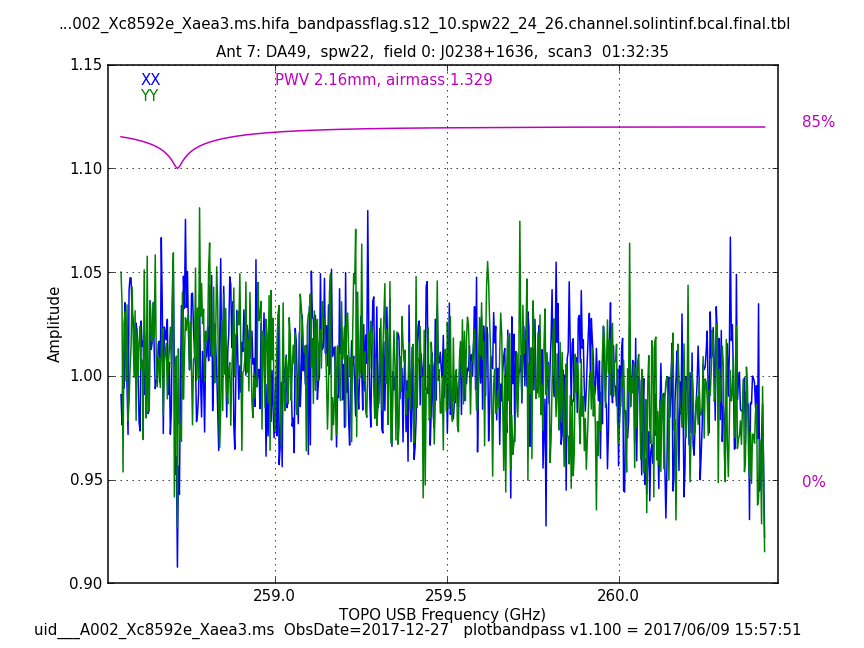 ...002_Xc8592e_Xaea3.ms.hifa_bandpassflag.s12_10.spw22_24_26.channel.solintinf.bcal.final.tbl
Ant 7: DA49,  spw22,  field 0: J0238+1636,  scan3  01:32:35
1.15
XX
PWV 2.16mm, airmass 1.329
YY
85%
1.10
1.05
Amplitude
1.00
0.95
0%
0.90
259.0
259.5
260.0
TOPO USB Frequency (GHz)
uid___A002_Xc8592e_Xaea3.ms  ObsDate=2017-12-27   plotbandpass v1.100 = 2017/06/09 15:57:51